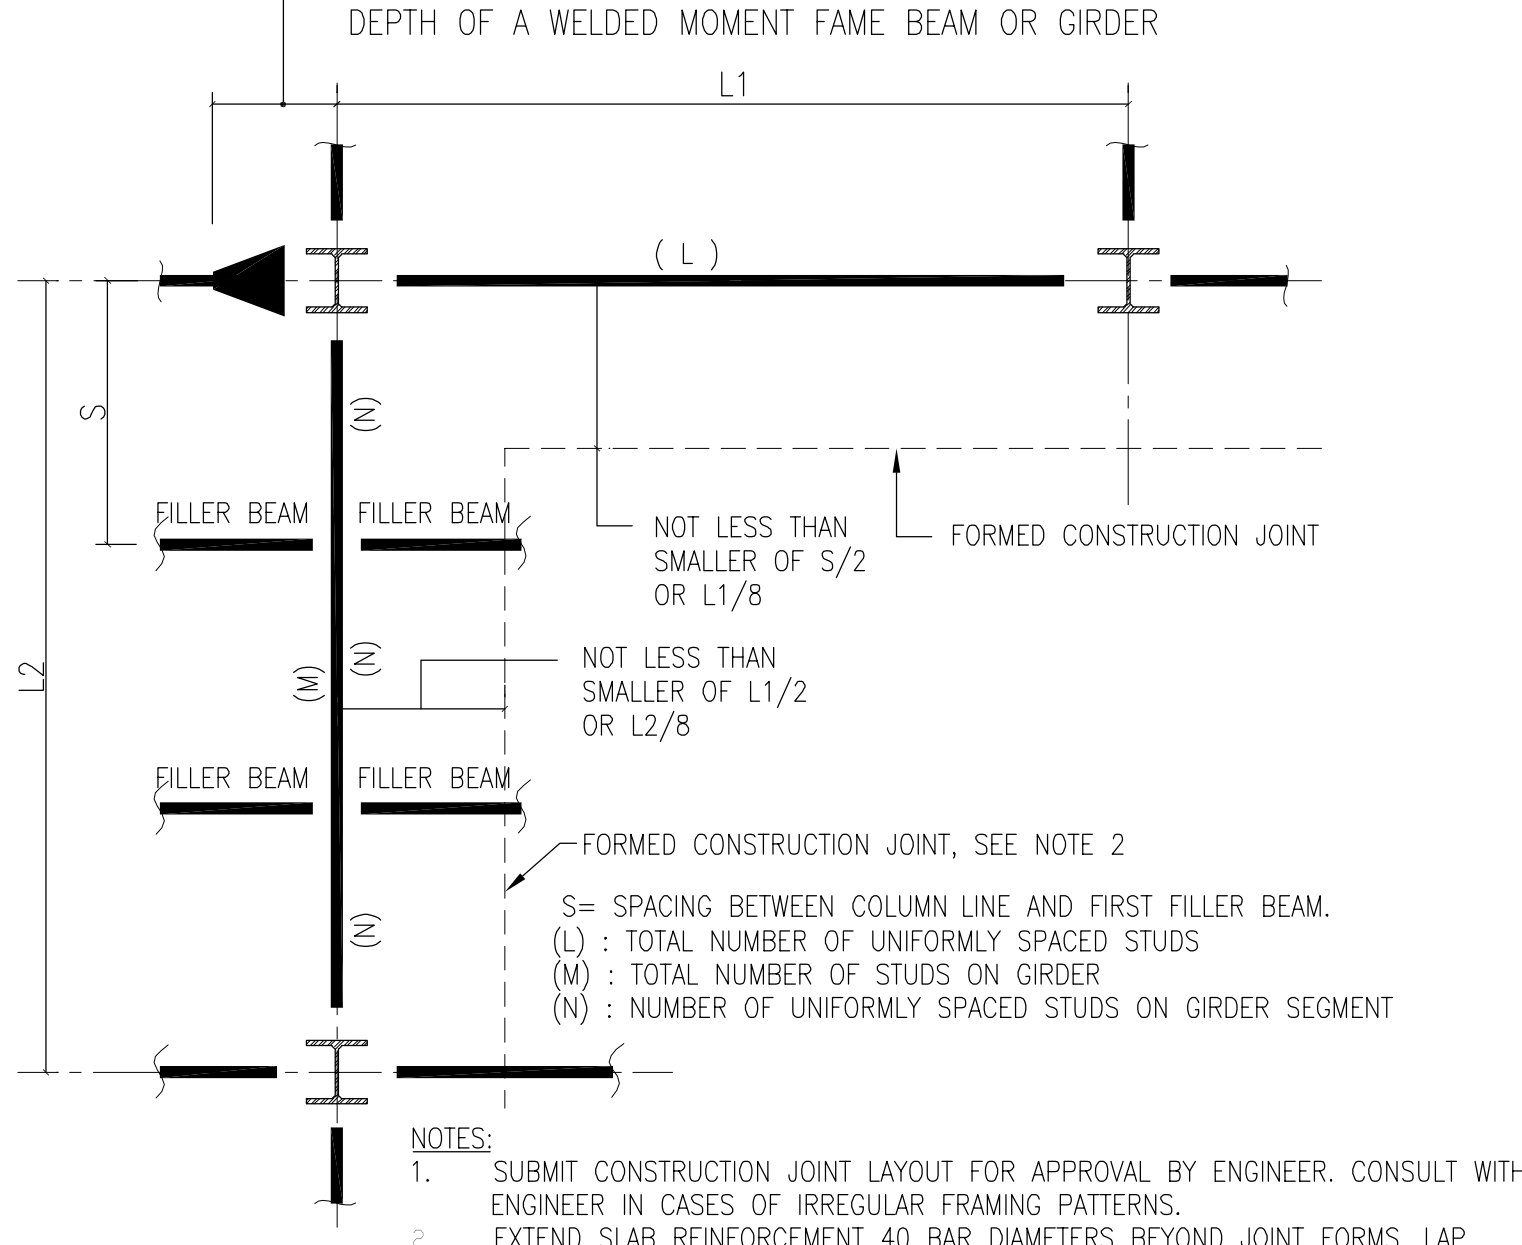 DEPTH OF A WELDED MOMENT FAME BEAM OR GIRDER
L1
( L )
S
(N)
FILLER BEAM FILLER BEAM
NOT LESS THAN
SMALLER OF S/2
OR L1/8
FORMED CONSTRUCTION JOINT
L2
(M)
(N)
NOT LESS THAN
SMALLER OF L1/2
OR L2/8
FILLER BEAM FILLER BEAM
FORMED CONSTRUCTION JOINT, SEE NOTE 2
(N)
S= SPACING BETWEEN COLUMN LINE AND FIRST FILLER BEAM.
(L) : TOTAL NUMBER OF UNIFORMLY SPACED STUDS
(M) : TOTAL NUMBER OF STUDS ON GIRDER
(N) : NUMBER OF UNIFORMLY SPACED STUDS ON GIRDER SEGMENT
NOTES:
1. SUBMIT CONSTRUCTION JOINT LAYOUT FOR APPROVAL BY ENGINEER. CONSULT WITH
ENGINEER IN CASES OF IRREGULAR FRAMING PATTERNS.
2 EXTEND SLAB REINFORCEMENT 40 BAR DIAMETERS BEYOND JOINT FORMS. LAP